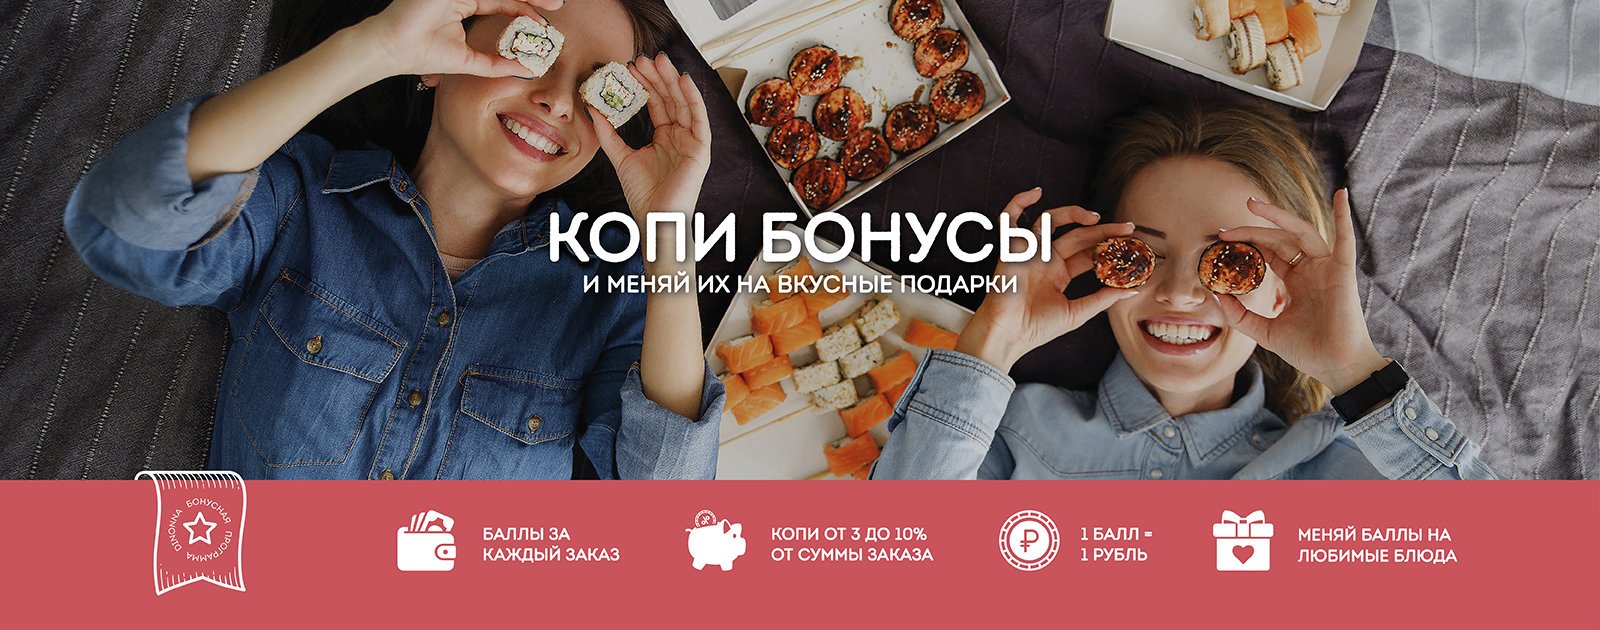 КОПИ БОНУСЫ
И МЕНЯЙ ИХ НА ВКУСНЫЕ ПОДАРКИ
DINONNA БОНУСНАЯ ПРОГРАММА
БАЛЛЫ ЗА
КАЖДЫЙ ЗАКАЗ
%
КОПИ ОТ 3 ДО 10%
ОТ СУММЫ ЗАКАЗА
₽
1 БАЛЛ =
1 РУБЛЬ
МЕНЯЙ БАЛЛЫ НА
ЛЮБИМЫЕ БЛЮДА